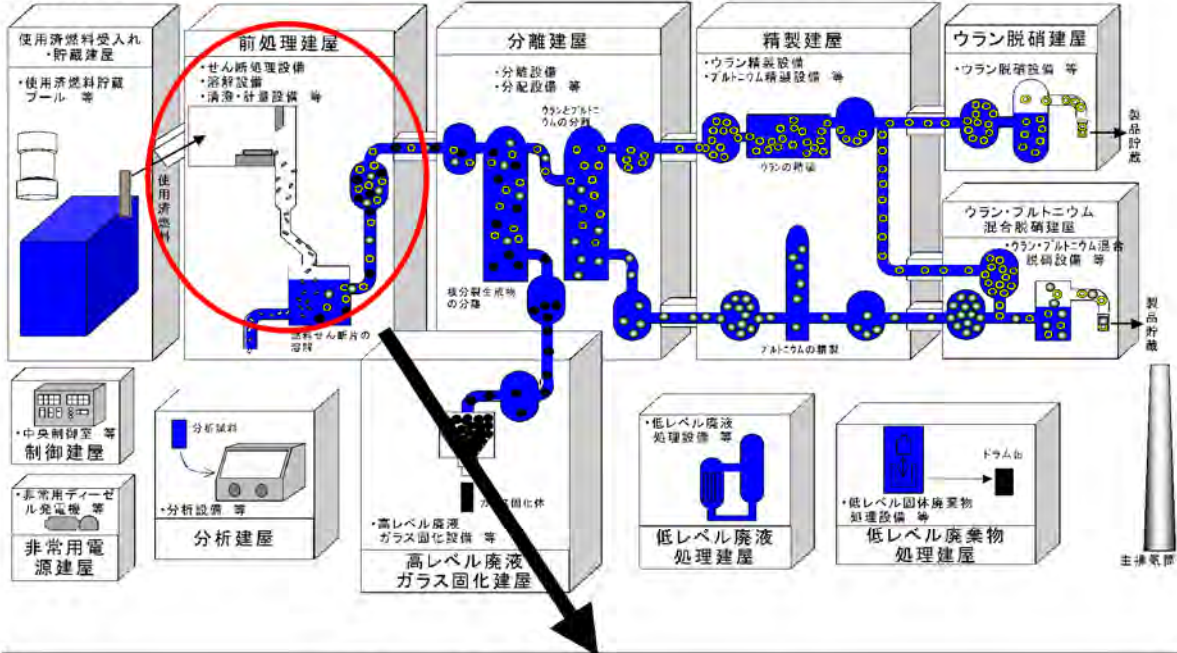 使用済燃料受入れ
・貯蔵建屋
・使用済燃料貯蔵
プール 等
使用済燃料
前処理建屋
・せん断処理設備
・溶解設備
・清澄・計量設備 等
燃料せん断片の
溶解
分離建屋
・分離設備
・分配設備 等
ウランとプルトニ
ウムの分離
核分裂生成物
の分離
精製建屋
・ウラン精製設備
・プルトニウム精製設備 等
ウランの精製
プルトニウムの精製
ウラン脱硝建屋
・ウラン脱硝設備 等
製品貯蔵
ウラン・プルトニウム
混合脱硝建屋
・ウラン・プルトニウム混合
脱硝設備 等
製品貯蔵
・中央制御室 等
制御建屋
・非常用ディーゼ
ル発電機 等
非常用電
源建屋
分析試料
・分析設備 等
分析建屋
ガラス固化体
・高レベル廃液
ガラス固化設備 等
高レベル廃液
ガラス固化建屋
・低レベル廃液
処理設備 等
低レベル廃液
処理建屋
ドラム缶
・低レベル固体廃棄物
処理設備 等
低レベル廃棄物
処理建屋
主排気筒